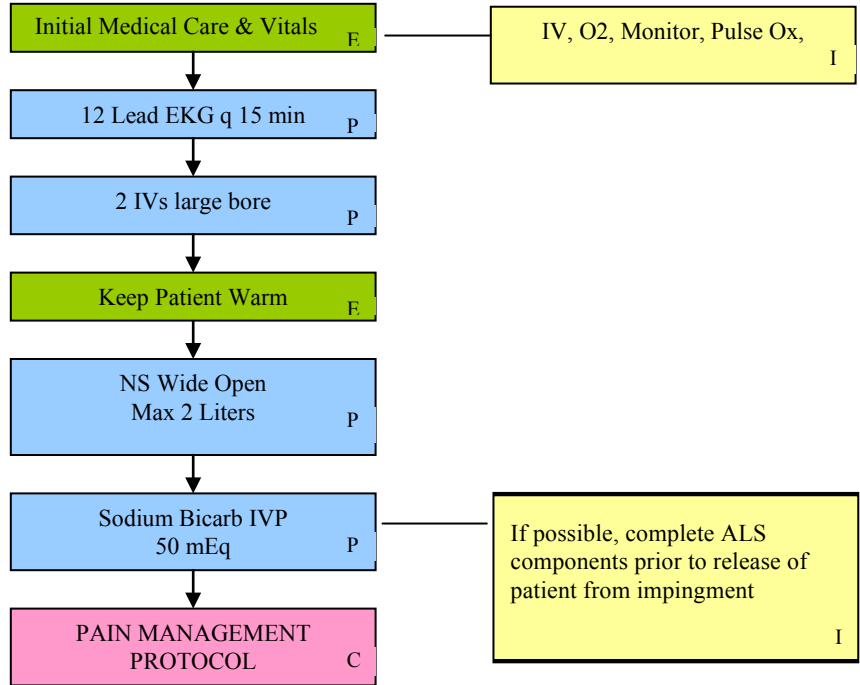 Initial Medical Care & Vitals
E
IV, O2, Monitor, Pulse Ox,
I
12 Lead EKG q 15 min
P
2 IVs large bore
P
Keep Patient Warm
E
NS Wide Open
Max 2 Liters
P
Sodium Bicarb IVP
50 mEq
P
If possible, complete ALS
components prior to release of
patient from impingment
I
PAIN MANAGEMENT
PROTOCOL
C